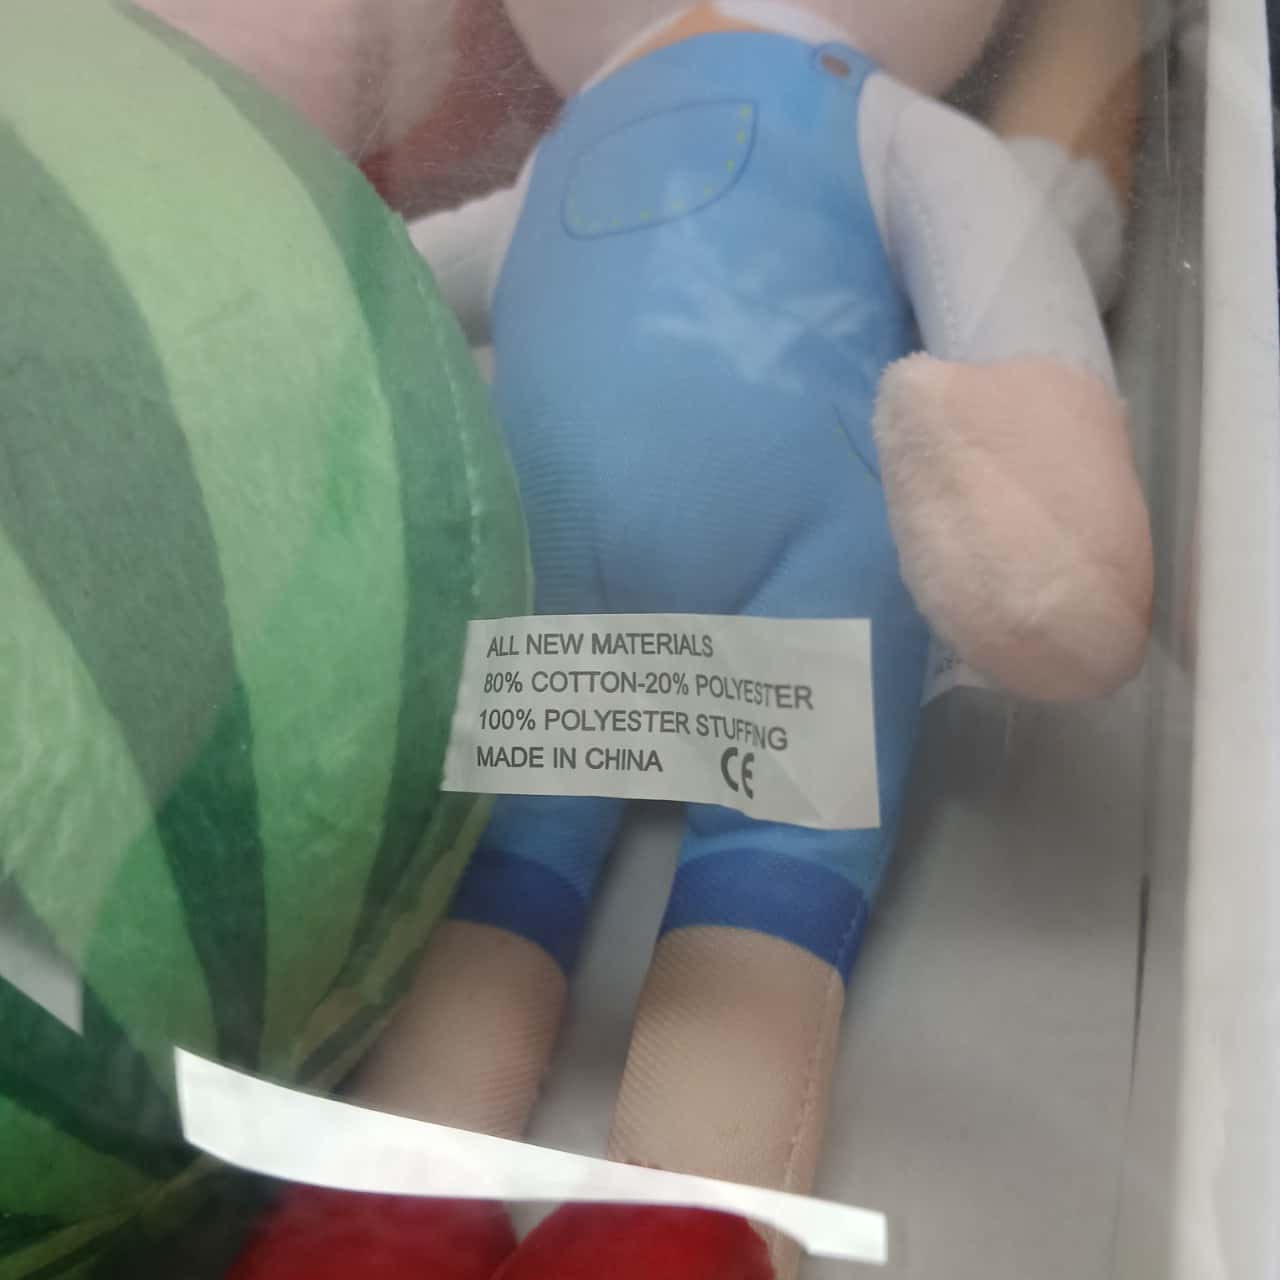 ALL NEW MATERIALS
80% COTTON-20% POLYESTER
100% POLYESTER STUFFING
MADE IN CHINA CE